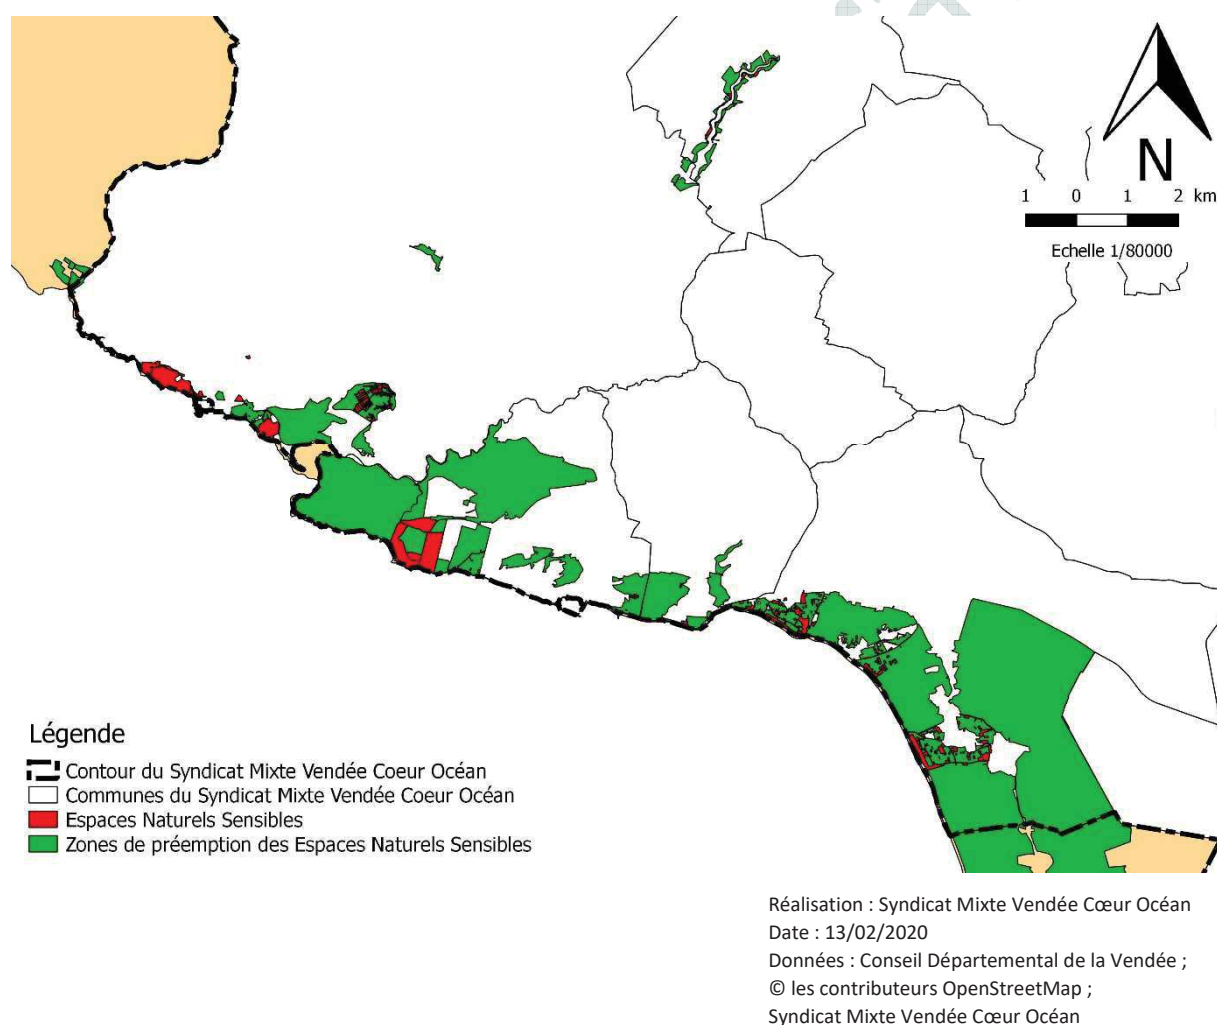 N
1 0 1 2 km
Echelle 1/80000
Légende
Contour du Syndicat Mixte Vendée Coeur Océan
Communes du Syndicat Mixte Vendée Coeur Océan
Espaces Naturels Sensibles
Zones de préemption des Espaces Naturels Sensibles
Réalisation : Syndicat Mixte Vendée Cœur Océan
Date : 13/02/2020
Données : Conseil Départemental de la Vendée ;
© les contributeurs OpenStreetMap ;
Syndicat Mixte Vendée Cœur Océan